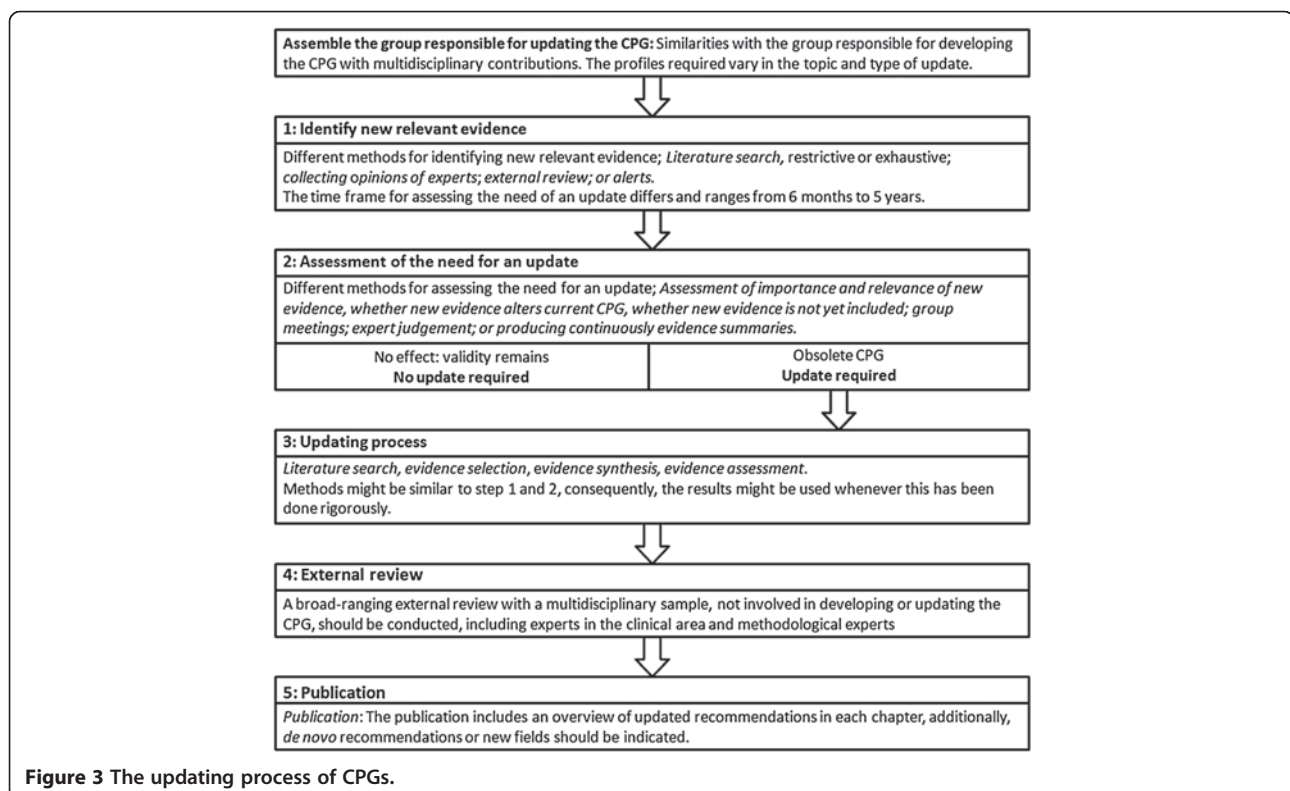 Assemble the group responsible for updating the CPG: Similarities with the group responsible for developing
the CPG with multidisciplinary contributions. The profiles required vary in the topic and type of update.
1: Identify new relevant evidence
Different methods for identifying new relevant evidence; Literature search, restrictive or exhaustive;
collecting opinions of experts; external review; or alerts.
The time frame for assessing the need of an update differs and ranges from 6 months to 5 years.
2: Assessment of the need for an update
Different methods for assessing the need for an update; Assessment of importance and relevance of new
evidence, whether new evidence alters current CPG, whether new evidence is not yet included; group
meetings; expert judgement; or producing continuously evidence summaries.
No effect: validity remains
No update required
Obsolete CPG
Update required
3: Updating process
Literature search, evidence selection, evidence synthesis, evidence assessment.
Methods might be similar to step 1 and 2, consequently, the results might be used whenever this has been
done rigorously.
4: External review
A broad-ranging external review with a multidisciplinary sample, not involved in developing or updating the
CPG, should be conducted, including experts in the clinical area and methodological experts
5: Publication
Publication: The publication includes an overview of updated recommendations in each chapter, additionally,
de novo recommendations or new fields should be indicated.
Figure 3 The updating process of CPGs.